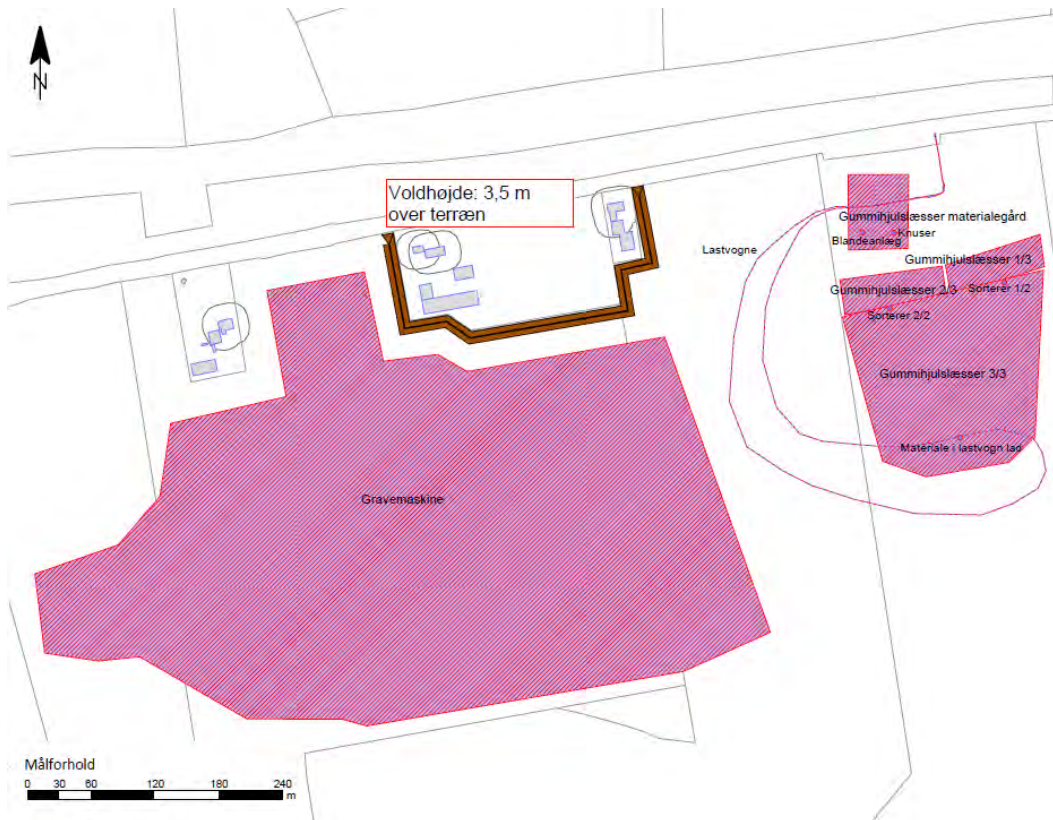 N
Voldhøjde: 3,5 m
over terræn
Gummihjulslæsser materialegård
Knuser
Blandeanlæg
Lastvogne
Gummihjulslæsser 1/3
Gummihjulslæsser 2/3
Sorterer 1/2
Sorterer 2/2
Gummihjulslæsser 3/3
Materiale i lastvogn lad
Gravemaskine
Målforhold
0 30 60 120 180 240
m